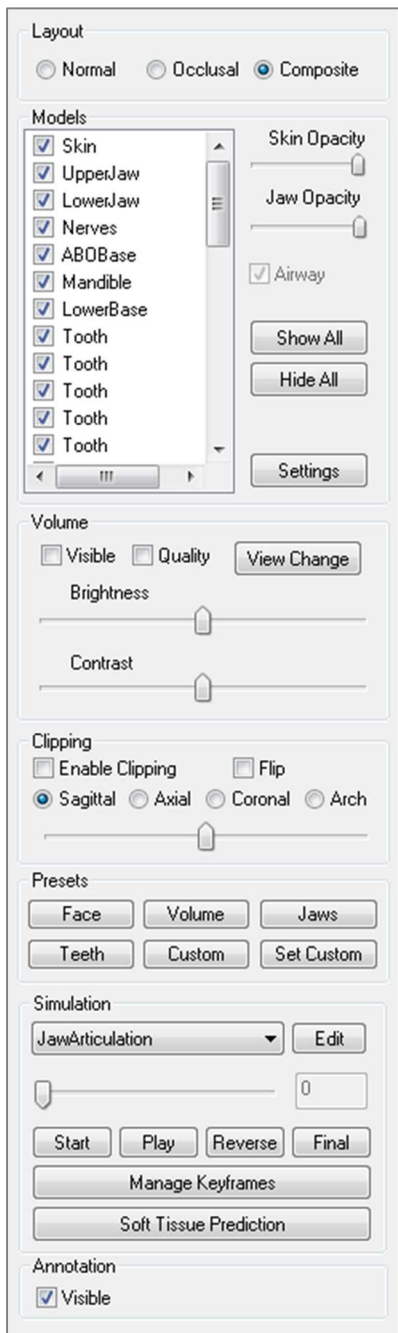 Layout
Normal Occlusal Composite
Models
Skin
UpperJaw
LowerJaw
Nerves
ABOBase
Mandible
LowerBase
Tooth
Tooth
Tooth
Tooth
Tooth
Skin Opacity
Jaw Opacity
Airway
Show All
Hide All
Settings
Volume
Visible Quality View Change
Brightness
Contrast
Clipping
Enable Clipping Flip
Sagittal Axial Coronal Arch
Presets
Face Volume Jaws
Teeth Custom Set Custom
Simulation
JawArticulation Edit
0
Start Play Reverse Final
Manage Keyframes
Soft Tissue Prediction
Annotation
Visible